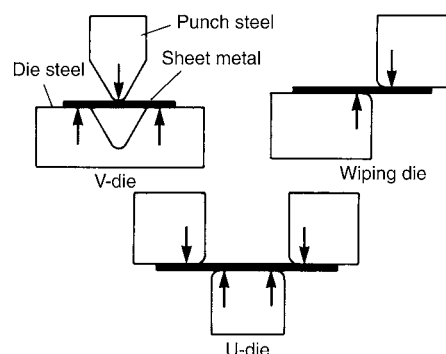 Punch steel
Die steel
Sheet metal
V-die
Wiping die
U-die